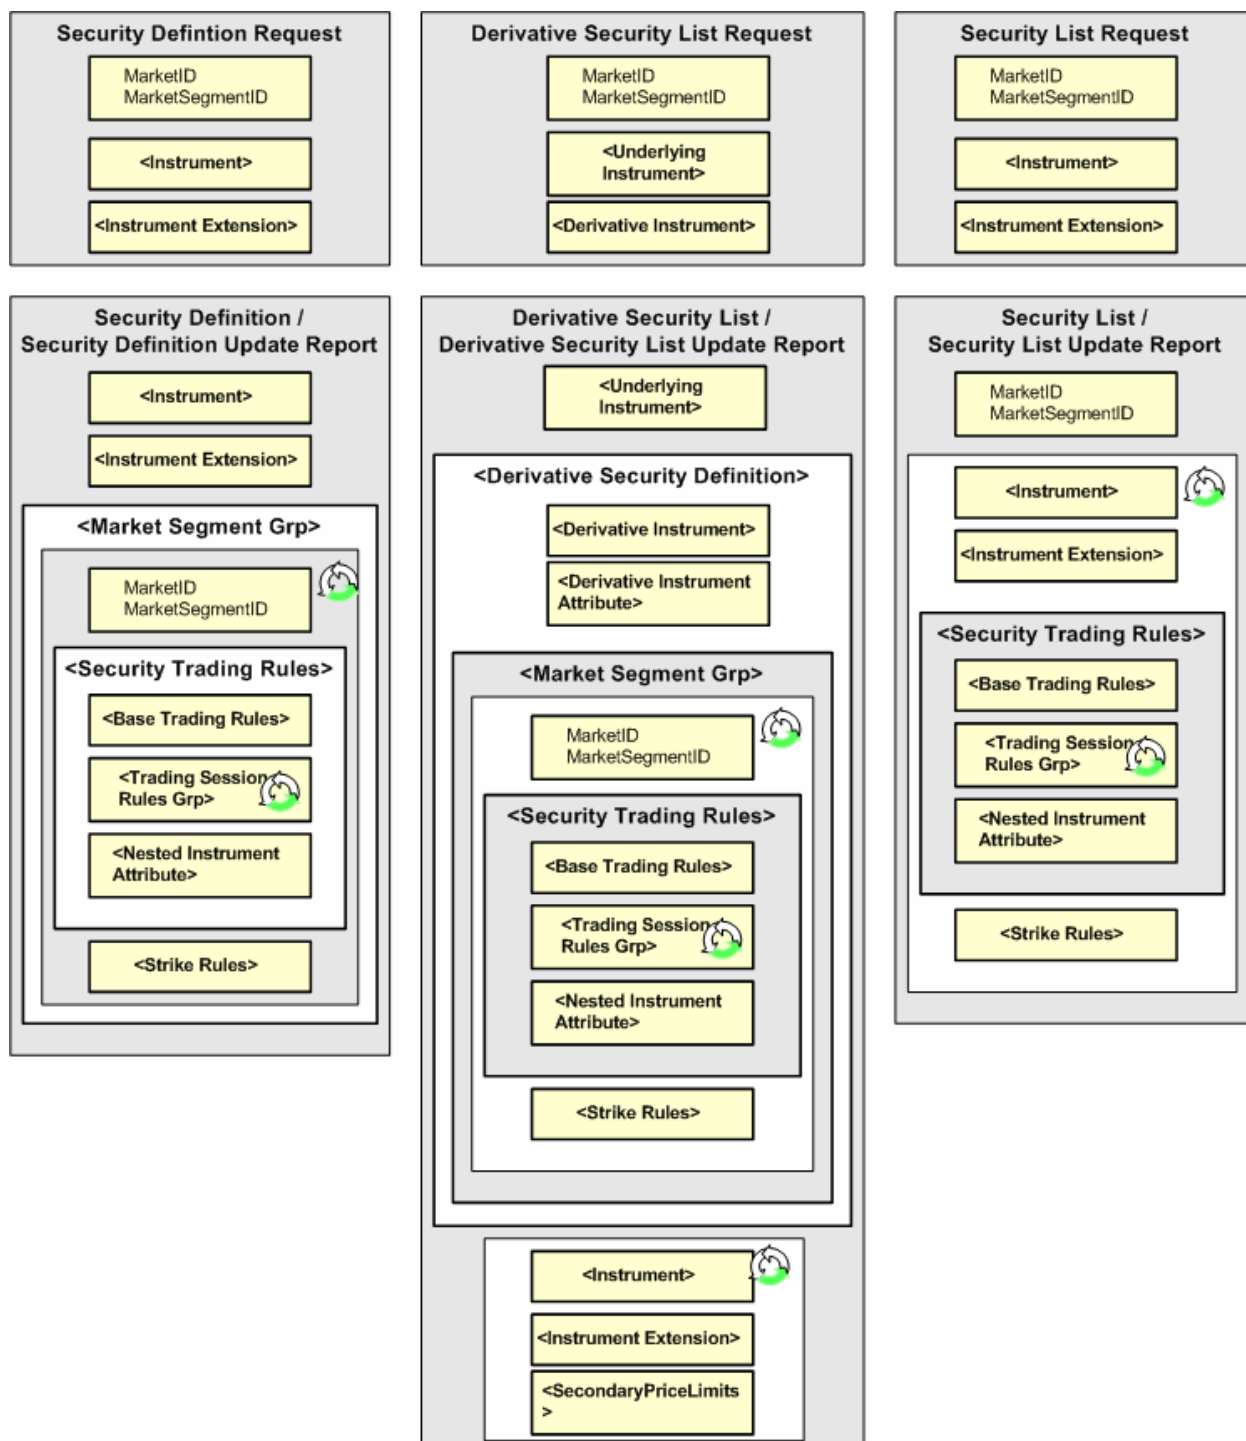 Security Defintion Request
MarketID
MarketSegmentID
<Instrument>
<Instrument Extension>
Derivative Security List Request
MarketID
MarketSegmentID
<Underlying
Instrument>
<Derivative Instrument>
Security List Request
MarketID
MarketSegmentID
<Instrument>
<Instrument Extension>
Security Definition /
Security Definition Update Report
<Instrument>
<Instrument Extension>
<Market Segment Grp>
MarketID
MarketSegmentID
<Security Trading Rules>
<Base Trading Rules>
<Trading Session
Rules Grp>
<Nested Instrument
Attribute>
<Strike Rules>
Derivative Security List /
Derivative Security List Update Report
<Underlying
Instrument>
<Derivative Security Definition>
<Derivative Instrument>
<Derivative Instrument
Attribute>
<Market Segment Grp>
MarketID
MarketSegmentID
<Security Trading Rules>
<Base Trading Rules>
<Trading Session
Rules Grp>
<Nested Instrument
Attribute>
<Strike Rules>
<Instrument>
<Instrument Extension>
<SecondaryPriceLimits
>
Security List /
Security List Update Report
MarketID
MarketSegmentID
<Instrument>
<Instrument Extension>
<Security Trading Rules>
<Base Trading Rules>
<Trading Session
Rules Grp>
<Nested Instrument
Attribute>
<Strike Rules>